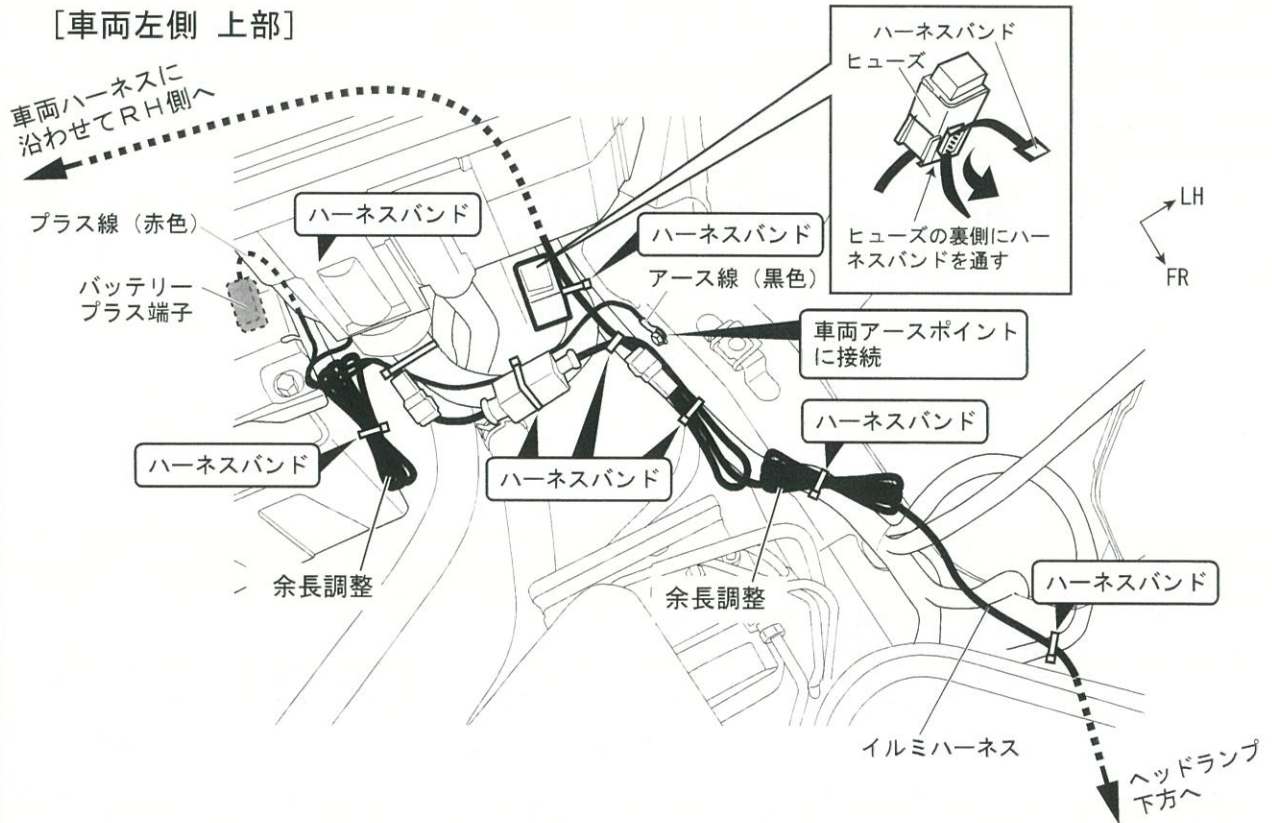 [車両左側 上部]
車両ハーネスに
沿わせてＲＨ側へ
プラス線（赤色）
バッテリー
プラス端子
ハーネスバンド
ハーネスバンド
アース線（黒色）
車両アースポイント
に接続
ハーネスバンド
ヒューズ
ヒューズの裏側にハー
ネスバンドを通す
LH
FR
ハーネスバンド
ハーネスバンド
ハーネスバンド
余長調整
余長調整
ハーネスバンド
イルミハーネス
ヘッドランプ
下方へ